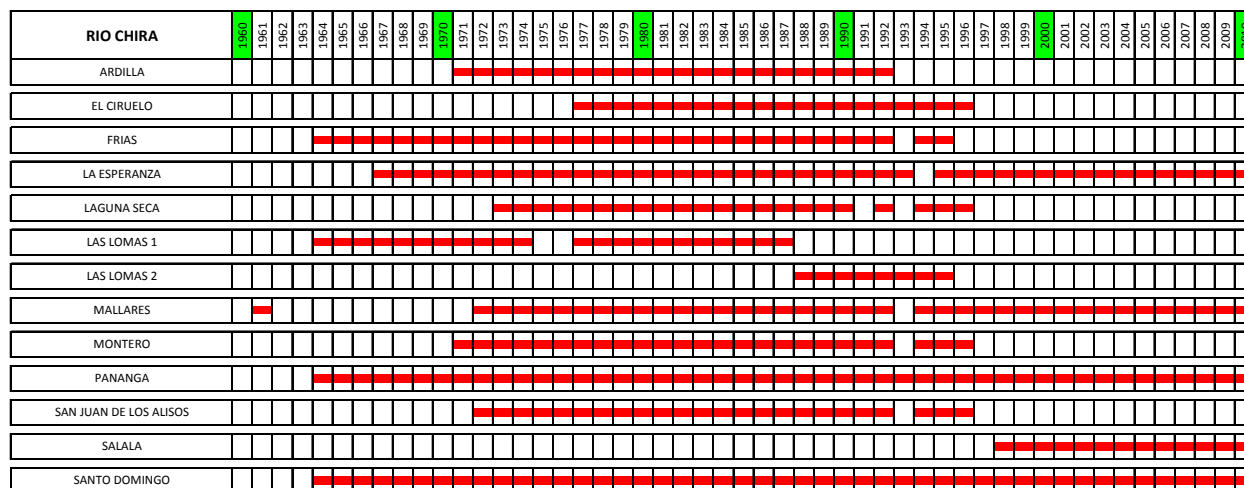 RIO CHIRA 1960 1961 1962 1963 1964 1965 1966 1967 1968 1969 1970 1971 1972 1973 1974 1975 1976 1977 1978 1979 1980 1981 1982 1983 1984 1985 1986 1987 1988 1989 1990 1991 1992 1993 1994 1995 1996 1997 1998 1999 2000 2001 2002 2003 2004 2005 2006 2007 2008 2009
ARDILLA
EL CIRUELO
FRIAS
LA ESPERANZA
LAGUNA SECA
LAS LOMAS 1
LAS LOMAS 2
MALLARES
MONTERO
PANANGA
SAN JUAN DE LOS ALISOS
SALALA
SANTO DOMINGO